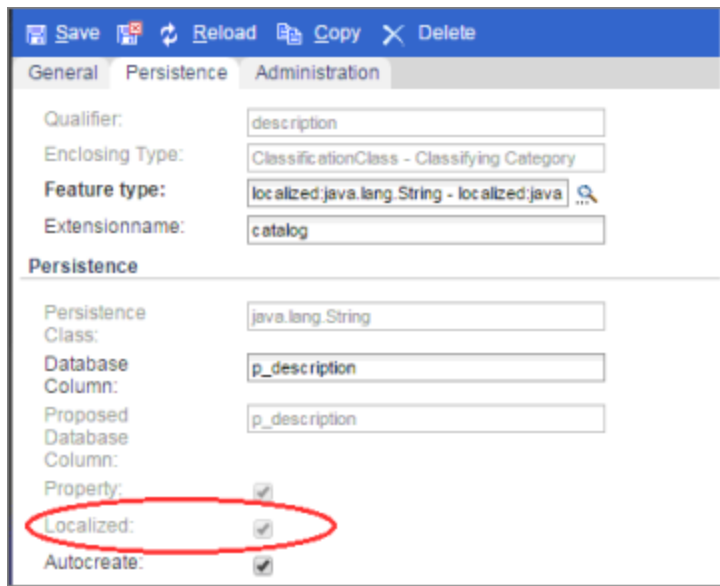 Save Reload Copy Delete
General Persistence Administration
Qualifier: description
Enclosing Type: ClassificationClass - Classifying Category
Feature type: localized:java.lang.String - localized:java
Extensionname: catalog
Persistence
Persistence
Class:
java.lang.String
Database
Column:
p_description
Proposed
Database
Column:
p_description
Property:
Localized:
Autocreate: